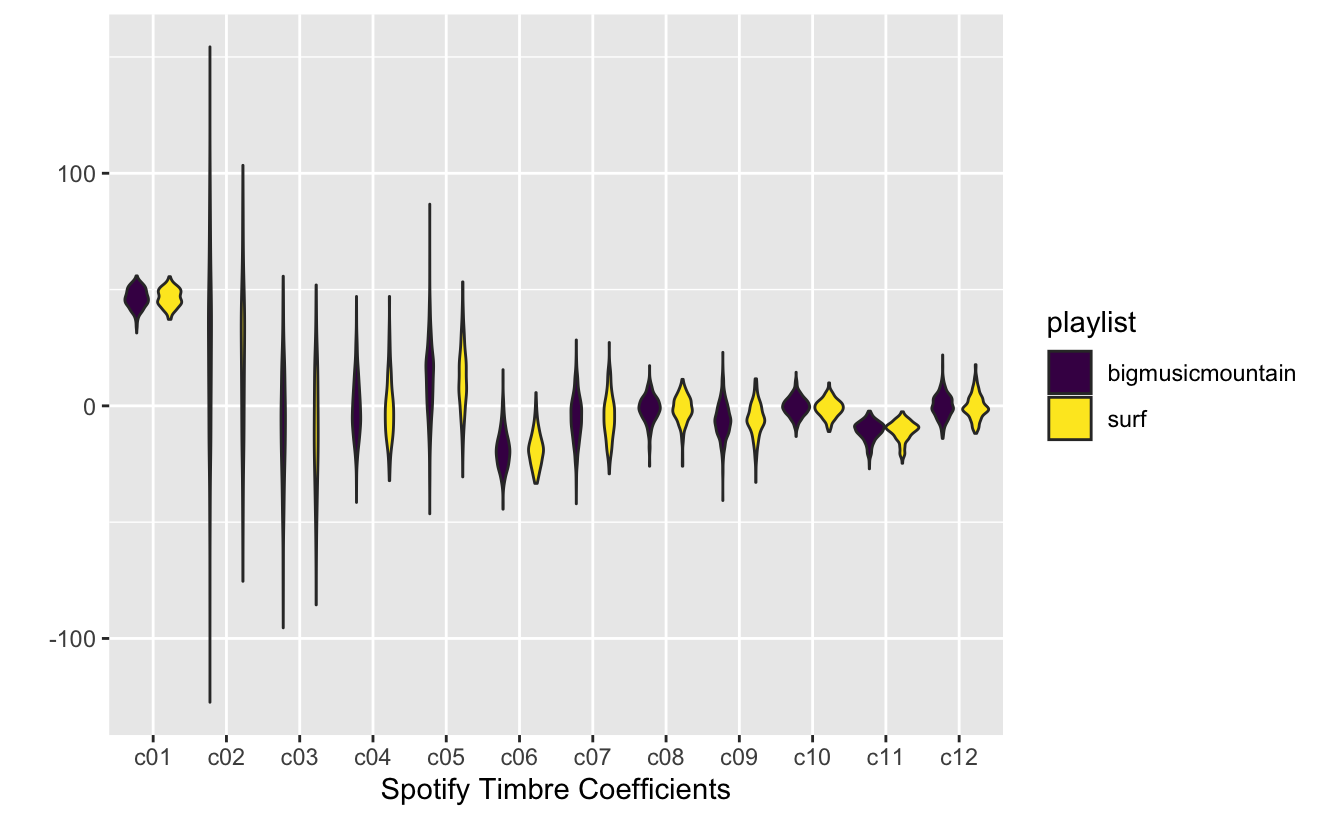 100
0
-100
c01 c02 c03 c04 c05 c06 c07 c08 c09 c10 c11 c12
Spotify Timbre Coefficients
playlist
bigmusicmountain
surf